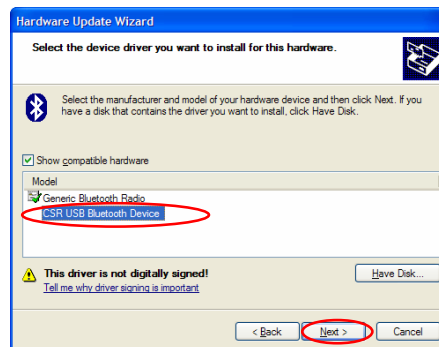 Hardware Update Wizard
Select the device driver you want to install for this hardware.
Select the manufacturer and model of your hardware device and then click Next. If you
have a disk that contains the driver you want to install, click Have Disk.
Show compatible hardware
Model
Generic Bluetooth Radio
CSR USB Bluetooth Device
This driver is not digitally signed!
Have Disk...
Tell me why driver signing is important
< Back
Next >
Cancel